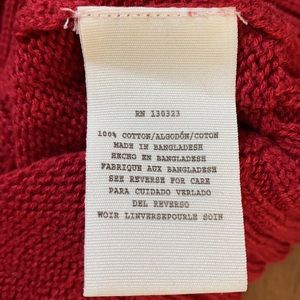 RN 130323
100% COTTON/ALGODÓN/COTON
MADE IN BANGLADESH
HECHO EN BANGLADESH
FABRIQUE AUX BANGLADESH
SEE REVERSE FOR CARE
PARA CUIDADO VERLADO
DEL REVERSO
WOIR LINVERSEPOURLE SOIN